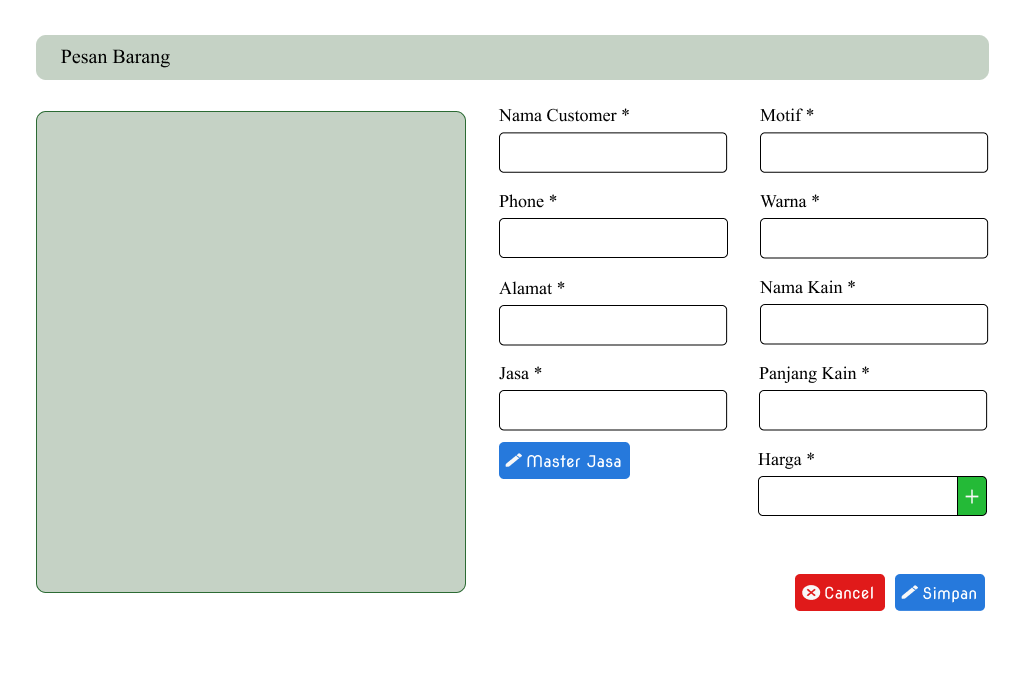 Pesan Barang
Nama Customer *
Motif *
Phone *
Warna *
Alamat *
Nama Kain *
Jasa *
Panjang Kain *
Master Jasa
Harga *
Cancel
Simpan